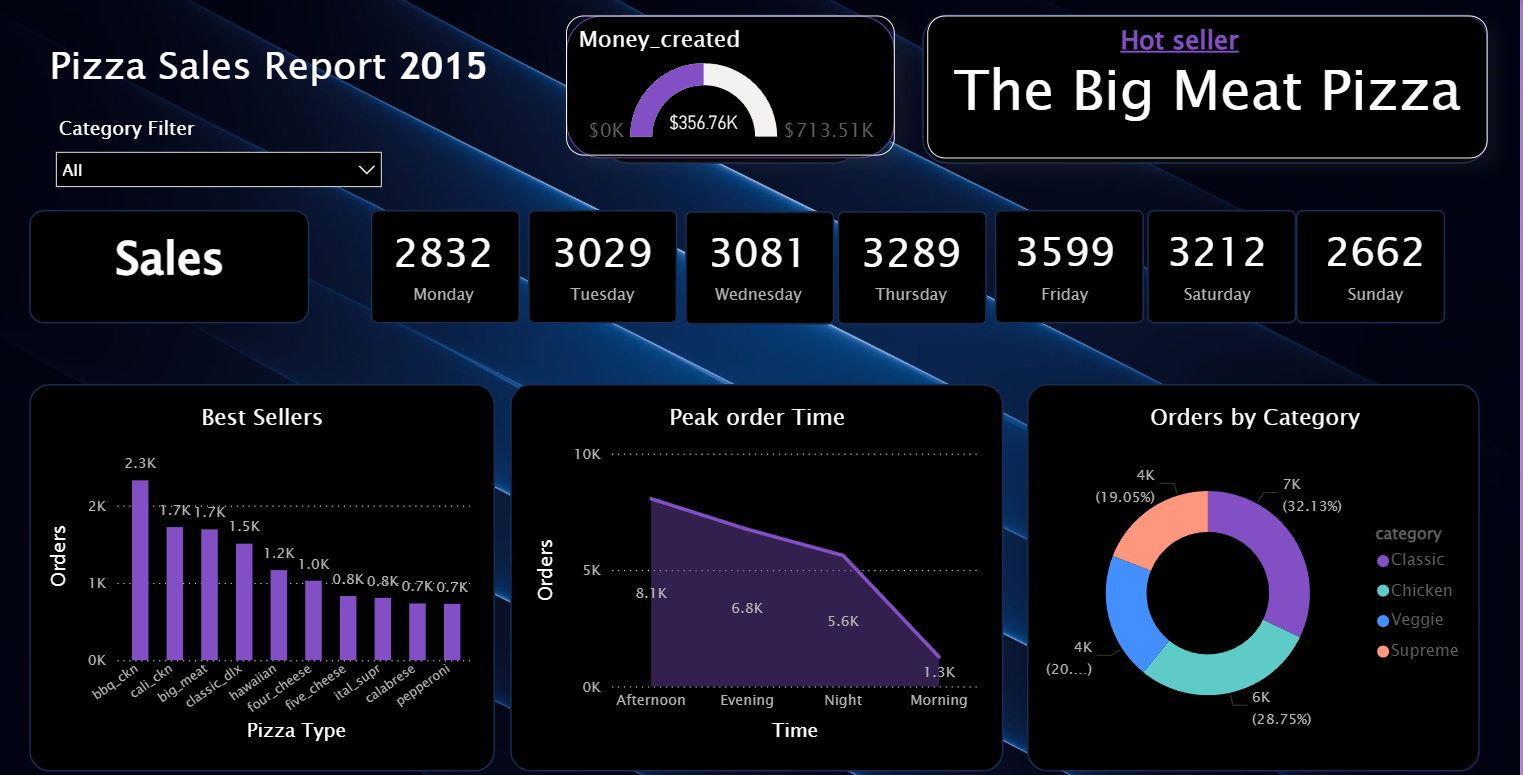 Pizza Sales Report 2015
Category Filter
All
Money_created
$0K
$356.76K
$713.51K
Hot seller
The Big Meat Pizza
Sales
2832
Monday
3029
Tuesday
3081
Wednesday
3289
Thursday
3599
Friday
3212
Saturday
2662
Sunday
Best Sellers
Orders
2K
1K
0K
2.3K
1.7K
1.7K
1.5K
1.2K
1.0K
0.8K
0.8K
0.7K
0.7K
bbq_ckn
cali_ckn
big_meat
classic_dlx
hawaiian
four_cheese
five_cheese
ital_supr
calabrese
pepperoni
Pizza Type
Peak order Time
Orders
10K
5K
0K
8.1K
6.8K
5.6K
1.3K
Afternoon
Evening
Night
Morning
Time
Orders by Category
4K
(19.05%)
7K
(32.13%)
4K
(20....)
6K
(28.75%)
category
Classic
Chicken
Veggie
Supreme